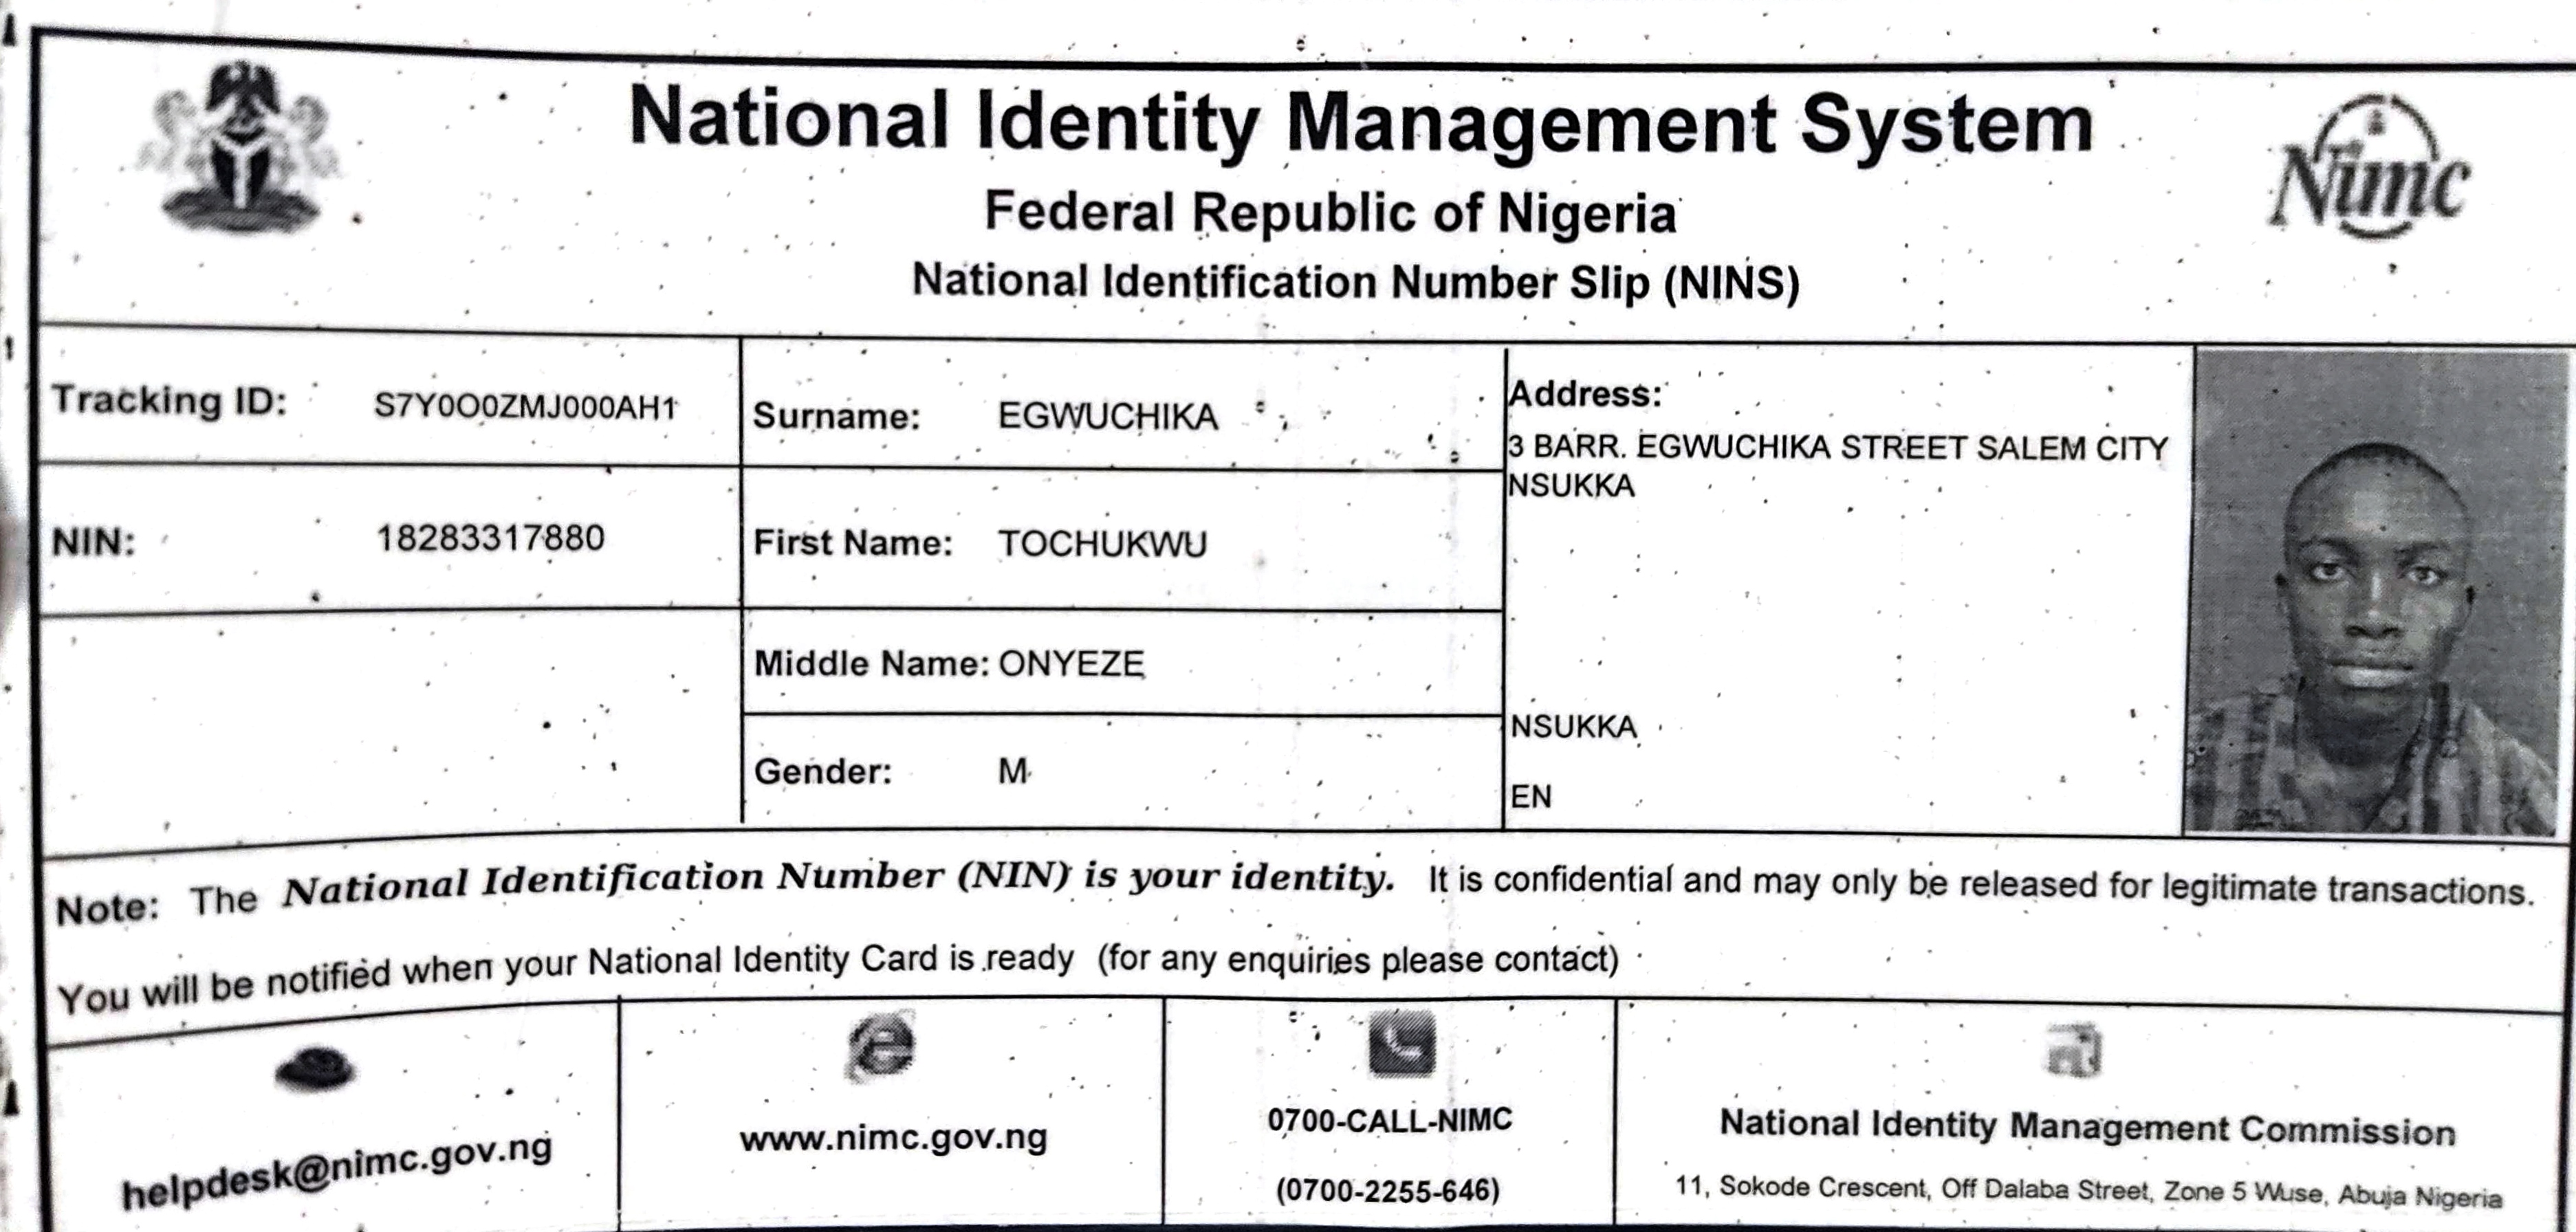 National Identity Management System
Federal Republic of Nigeria
National Identification Number Slip (NINS)
Nimc
Tracking ID: S7Y0O0ZMJ000AH1
Surname: EGWUCHIKA
Address:
3 BARR. EGWUCHIKA STREET SALEM CITY
NSUKKA
NIN: 18283317880
First Name: TOCHUKWU
Middle Name: ONYEZE
NSUKKA
Gender: M
EN
Note: The National Identification Number (NIN) is your identity. It is confidential and may only be released for legitimate transactions.
You will be notified when your National Identity Card is ready (for any enquiries please contact)
helpdesk@nimc.gov.ng
www.nimc.gov.ng
0700-CALL-NIMC
(0700-2255-646)
National Identity Management Commission
11, Sokode Crescent, Off Dalaba Street, Zone 5 Wuse, Abuja Nigeria